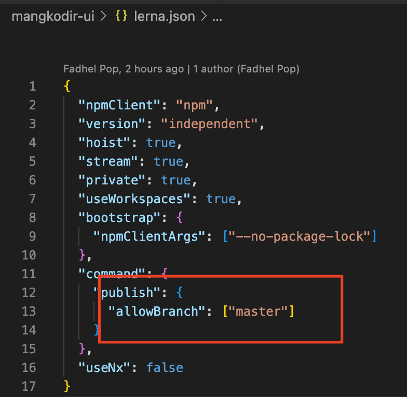 mangkodir-ui > {} lerna.json > ...
Fadhel Pop, 2 hours ago | 1 author (Fadhel Pop)
1 {
2 "npmClient": "npm",
3 "version": "independent",
4 "hoist": true,
5 "stream": true,
6 "private": true,
7 "useWorkspaces": true,
8 "bootstrap": {
9 "npmClientArgs": ["--no-package-lock"]
10 },
11 "command": {
12 "publish": {
13 "allowBranch": ["master"]
14 }
15 },
16 "useNx": false
17 }